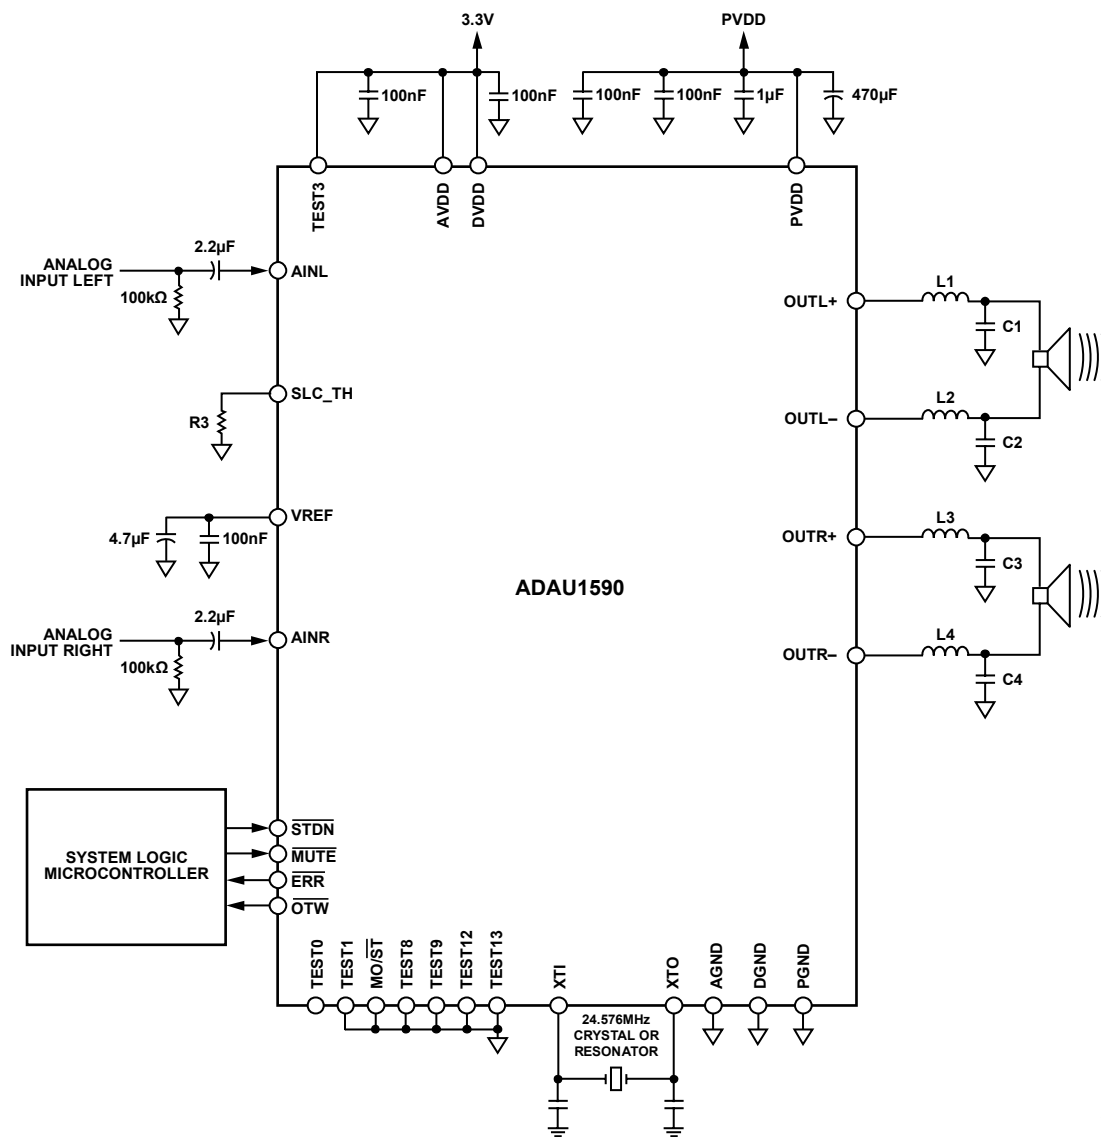 3.3V
PVDD
100nF
100nF
100nF
100nF
1µF
470µF
TEST3
AVDD
DVDD
PVDD
ANALOG
INPUT LEFT
2.2µF
100kΩ
AINL
OUTL+
L1
C1
SLC_TH
R3
OUTL–
L2
C2
VREF
4.7µF
100nF
OUTR+
L3
C3
ADAU1590
ANALOG
INPUT RIGHT
2.2µF
100kΩ
AINR
OUTR–
L4
C4
SYSTEM LOGIC
MICROCONTROLLER
STDN
MUTE
ERR
OTW
TEST0
TEST1
MO/ST
TEST8
TEST9
TEST12
TEST13
XTI
XTO
AGND
DGND
PGND
24.576MHz
CRYSTAL OR
RESONATOR